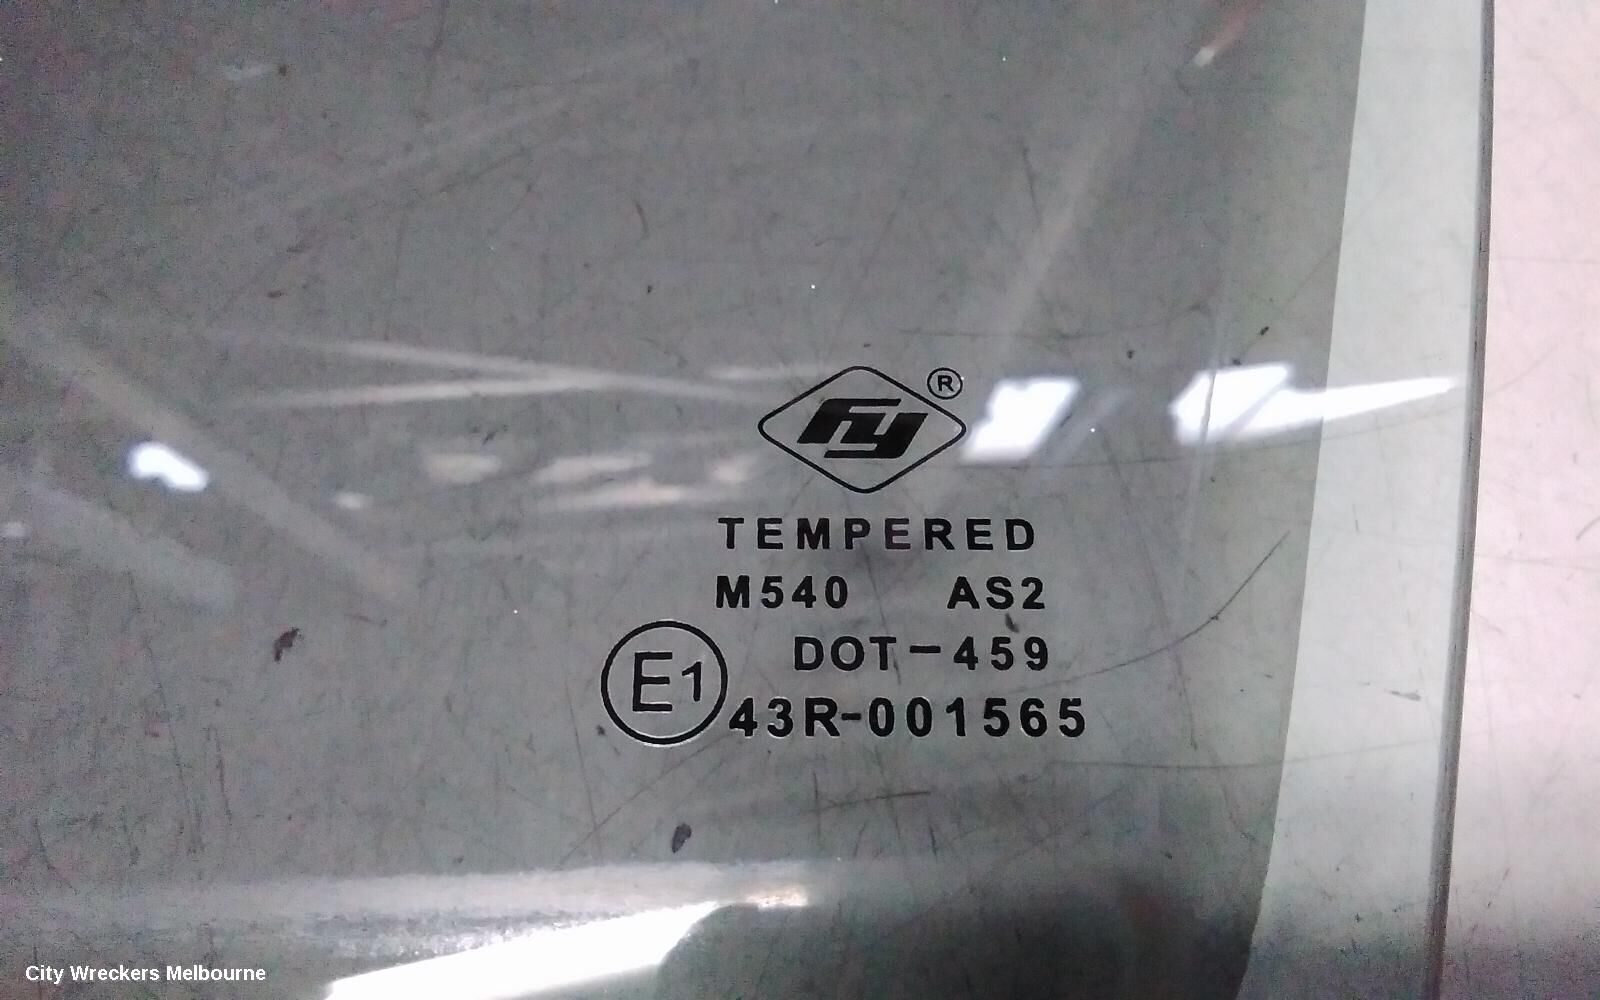 FY ®
TEMPERED
M540 AS2
DOT-459
E1
43R-001565
City Wreckers Melbourne